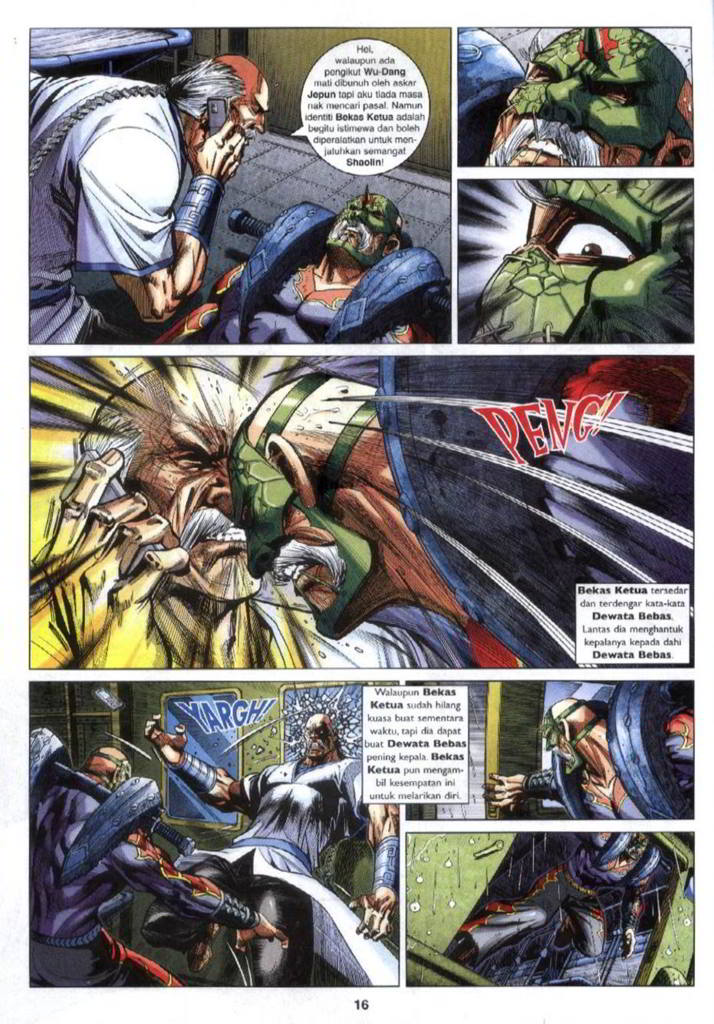 Hei,
walaupun ada
pengikut Wu-Dang
mati dibunuh oleh askar
Jepun tapi aku tiada masa
nak mencari pasal. Namun
identiti Bekas Ketua adalah
begitu istimewa dan boleh
diperalatkan untuk men-
jatuhkan semangat
Shaolin!
PENG!
Bekas Ketua tersedar
dan terdengar kata-kata
Dewata Bebas.
Lantas dia menghantuk
kepalanya kepada dahi
Dewata Bebas.
YARGH!
Walaupun Bekas
Ketua sudah hilang
kuasa buat sementara
waktu, tapi dia dapat
buat Dewata Bebas
pening kepala. Bekas
Ketua pun mengam-
bil kesempatan ini
untuk melarikan diri.
16